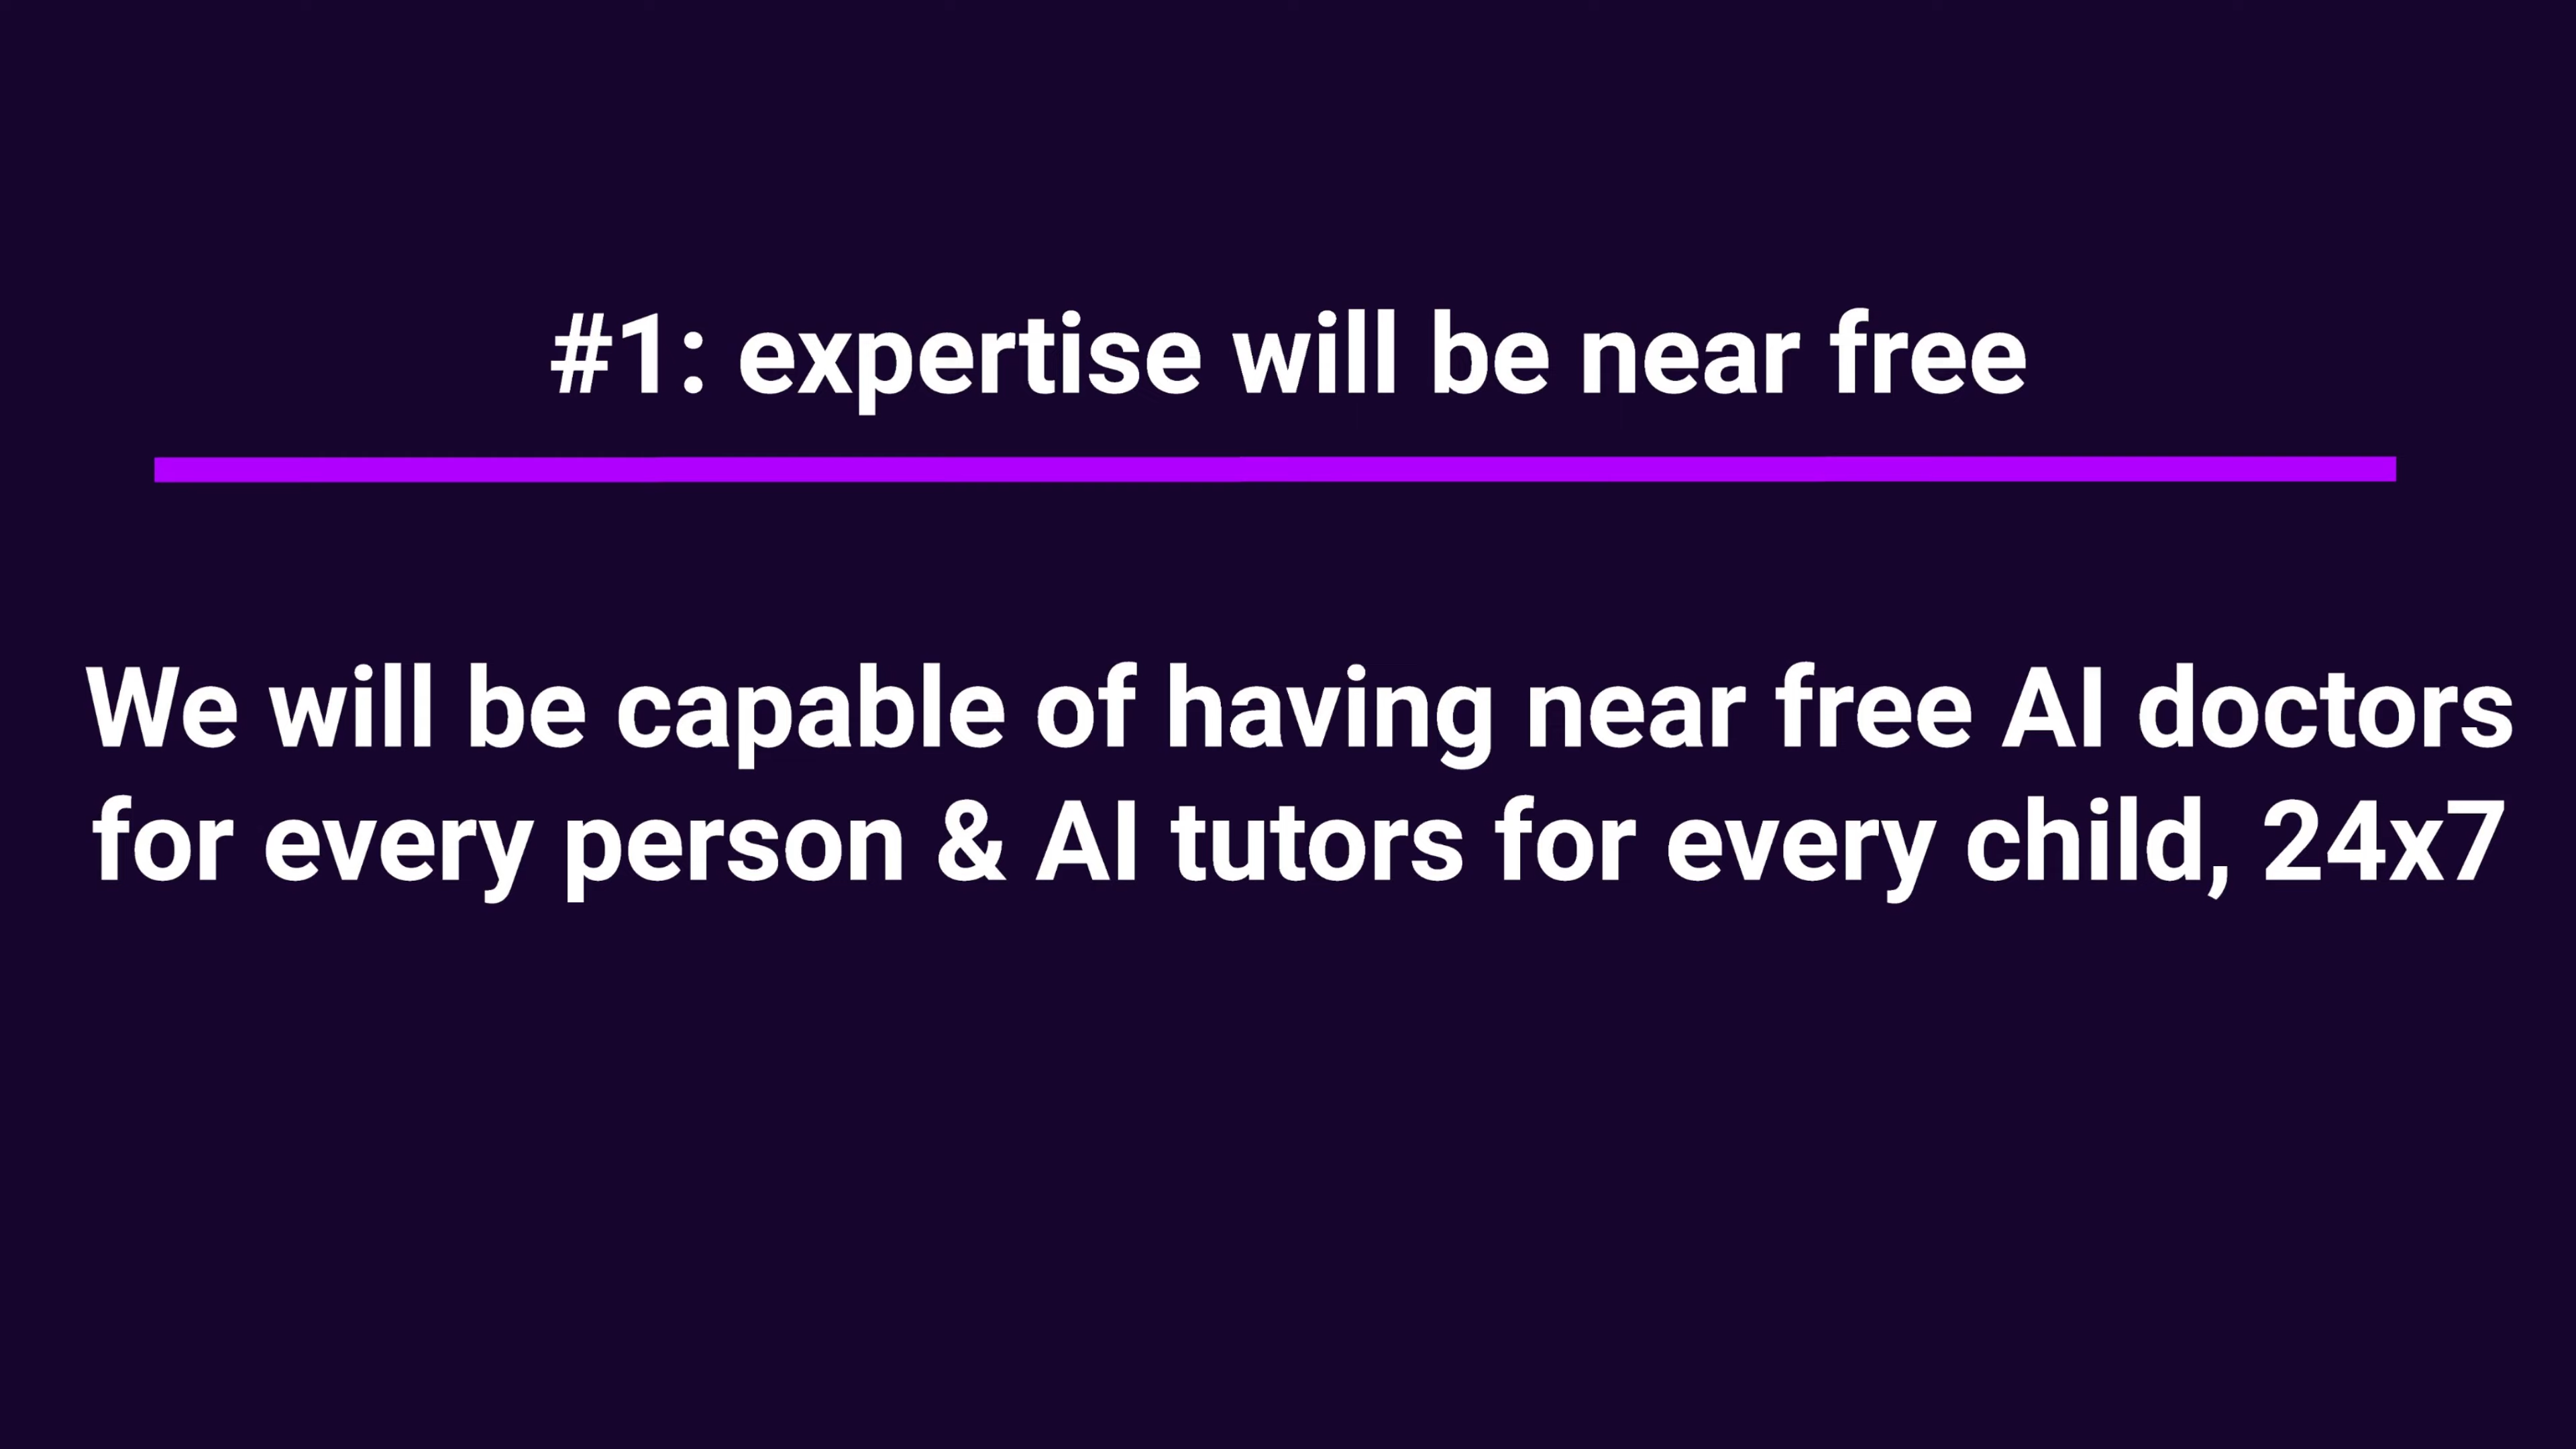 #1: expertise will be near free
We will be capable of having near free AI doctors
for every person & AI tutors for every child, 24x7